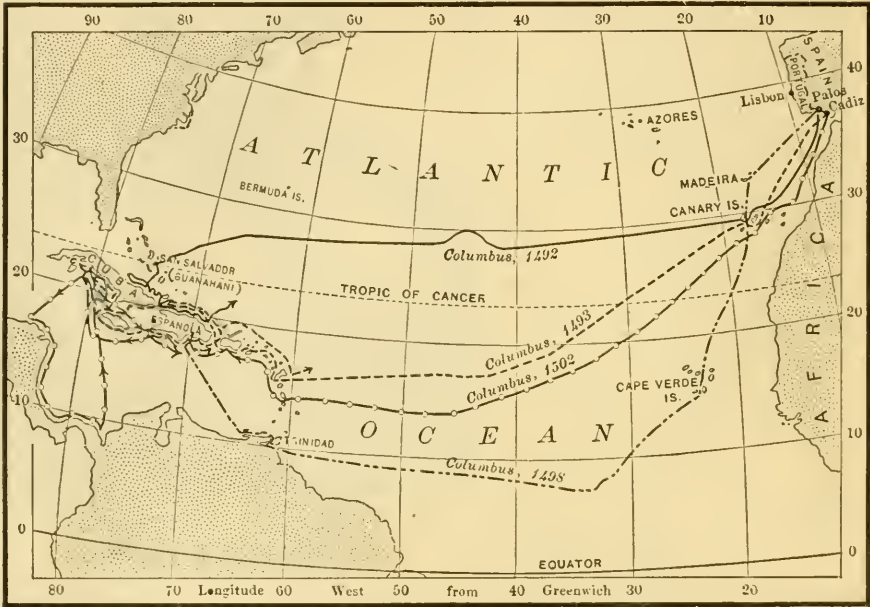 90 80 70 60 50 40 30 20 10
40
30
20
10
0
30
20
10
0
80 70 Longitude 60 West 50 from 40 Greenwich 30 20
SPAIN
PORTUGAL
Lisbon
Palos
Cadiz
AZORES
ATLANTIC
MADEIRA
CANARY IS.
BERMUDA IS.
Columbus, 1492
SAN SALVADOR
(GUANAHANI)
CUBA
TROPIC OF CANCER
AFRICA
Columbus, 1493
Columbus, 1502
CAPE VERDE
IS.
OCEAN
Columbus, 1498
EQUATOR